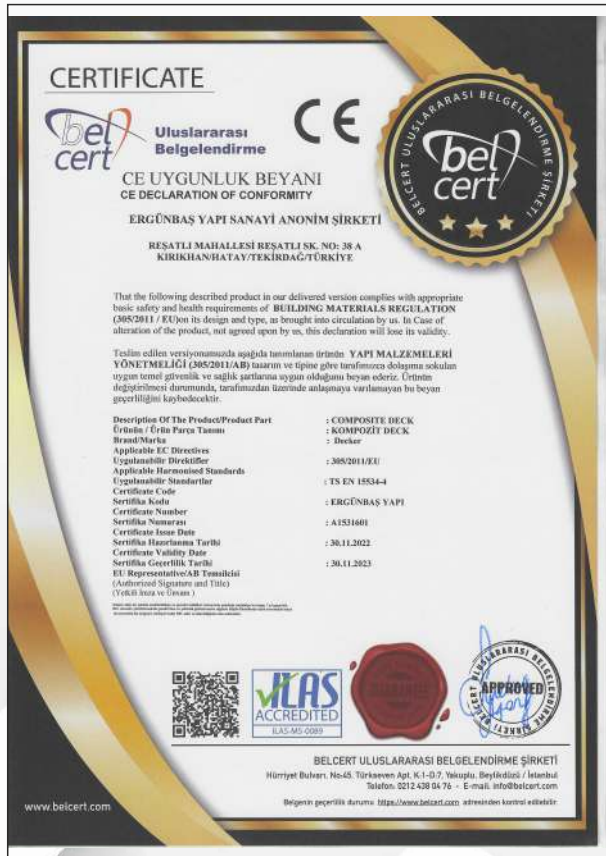 CERTIFICATE
bel
cert
Uluslararası
Belgelendirme
CE
BELCERT ULUSLARARASI BELGELENDİRME ŞİRKETİ
bel
cert
CE UYGUNLUK BEYANI
CE DECLARATION OF CONFORMITY
ERGÜNBAŞ YAPI SANAYİ ANONİM ŞİRKETİ
REŞATLI MAHALLESİ REŞATLI SK. NO: 38 A
KIRIKHAN/HATAY/TEKİRDAĞ/TÜRKİYE
That the following described product in our delivered version complies with appropriate
basic safety and health requirements of BUILDING MATERIALS REGULATION
(305/2011 / EU)on its design and type, as brought into circulation by us. In Case of
alteration of the product, not agreed upon by us, this declaration will lose its validity.
Teslim edilen versiyonumuzda aşağıda tanımlanan ürünün YAPI MALZEMELERİ
YÖNETMELİĞİ (305/2011/AB) tasarım ve tipine göre tarafımızca dolaşıma sokulan
uygun temel güvenlik ve sağlık şartlarına uygun olduğunu beyan ederiz. Ürünün
değiştirilmesi durumunda, tarafımızdan üzerinde anlaşmaya varılamayan bu beyan
geçerliliğini kaybedecektir.
Description Of The Product/Product Part : COMPOSITE DECK
Ürünün / Ürün Parça Tanımı : KOMPOZİT DECK
Brand/Marka : Decker
Applicable EC Directives
Uygulanabilir Direktifler : 305/2011/EU
Applicable Harmonised Standards
Uygulanabilir Standartlar : TS EN 15534-4
Certificate Code
Sertifika Kodu : ERGÜNBAŞ YAPI
Certificate Number
Sertifika Numarası : A1531601
Certificate Issue Date
Sertifika Hazırlanma Tarihi : 30.11.2022
Certificate Validity Date
Sertifika Geçerlilik Tarihi : 30.11.2023
EU Representative/AB Temsilcisi
(Authorized Signature and Title)
(Yetkili İmza ve Ünvanı )
ILAS
ACCREDITED
ILAS-MS-0089
BELCERT ULUSLARARASI BELGELENDİRME ŞİRKETİ
APPROVED
BELCERT ULUSLARARASI BELGELENDİRME ŞİRKETİ
Hürriyet Bulvarı. No:45. Türkseven Apt. K-1-D:7, Yakuplu, Beylikdüzü / İstanbul
Telefon: 0212 438 04 76 - E-mail: info@belcert.com
Belgenin geçerlilik durumu https://www.belcert.com adresinden kontrol edilebilir.
www.belcert.com